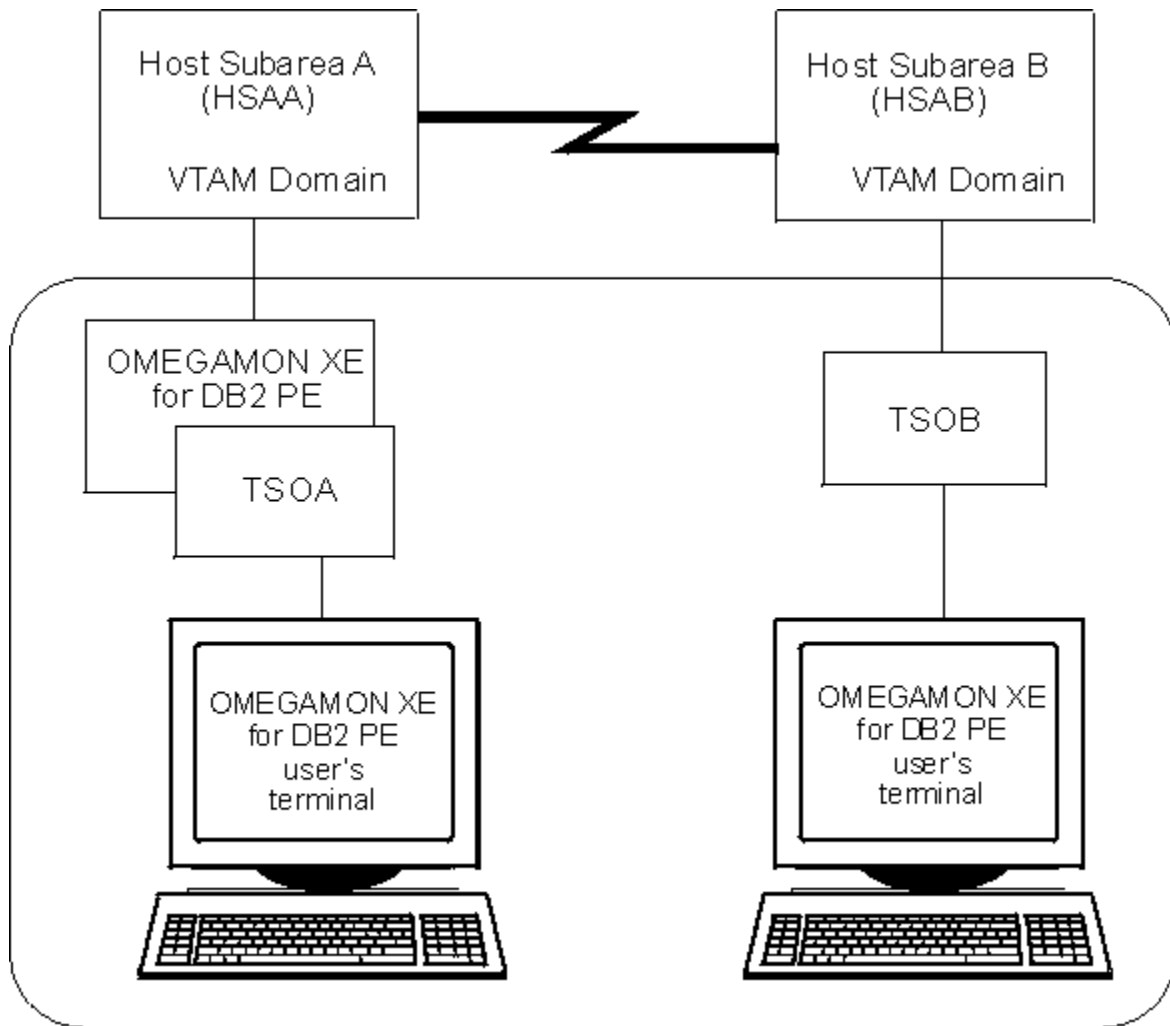 Host Subarea A
(HSAA)
VTAM Domain
Host Subarea B
(HSAB)
VTAM Domain
OMEGAMON XE
for DB2 PE
TSOA
TSOB
OMEGAMON XE
for DB2 PE
user's
terminal
OMEGAMON XE
for DB2 PE
user's
terminal